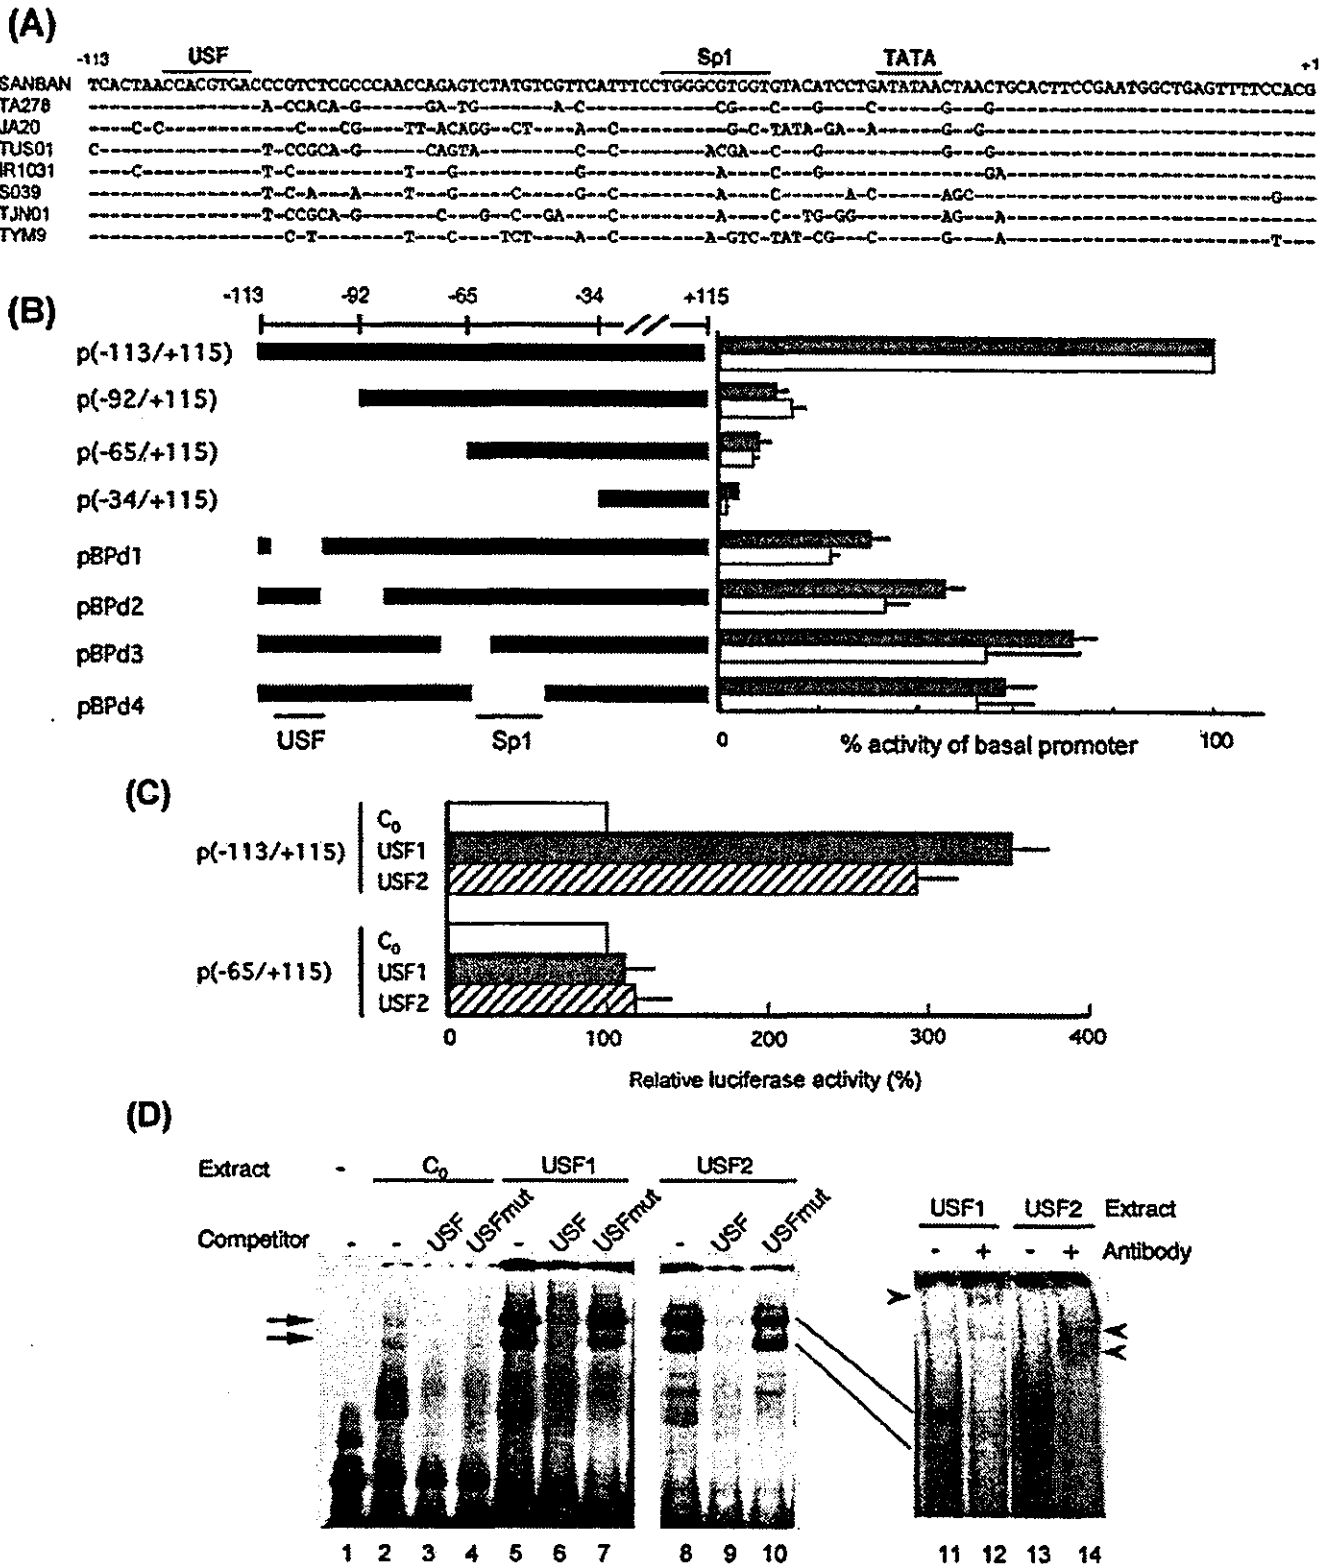 (A)
-113 USF Sp1 TATA +1
SANBAN TCACTAACCACGTGACCCGTCTCGCCCAACCAGAGTCTATGTCGTTCATTTCCTGGGCGTGGTGTACATCCTGATATAACTAACTGCACTTCCGAATGGCTGAGTTTTCCACG
TA278
JA20
TUS01
IR1031
S039
TJN01
TYM9
(B)
-113 -92 -65 -34 +115
p(-113/+115)
p(-92/+115)
p(-65/+115)
p(-34/+115)
pBPd1
pBPd2
pBPd3
pBPd4
USF Sp1
0 % activity of basal promoter 100
(C)
p(-113/+115)
C0
USF1
USF2
p(-65/+115)
C0
USF1
USF2
0 100 200 300 400
Relative luciferase activity (%)
(D)
Extract - C0 USF1 USF2
Competitor - - USF USFmut - USF USFmut - USF USFmut
USF1 USF2 Extract
- + - + Antibody
1 2 3 4 5 6 7 8 9 10 11 12 13 14